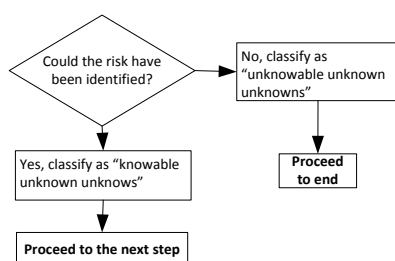 Could the risk have
been identified?
No, classify as
“unknowable unknown
unknowns”
Yes, classify as “knowable
unknown unknows”
Proceed
to end
Proceed to the next step